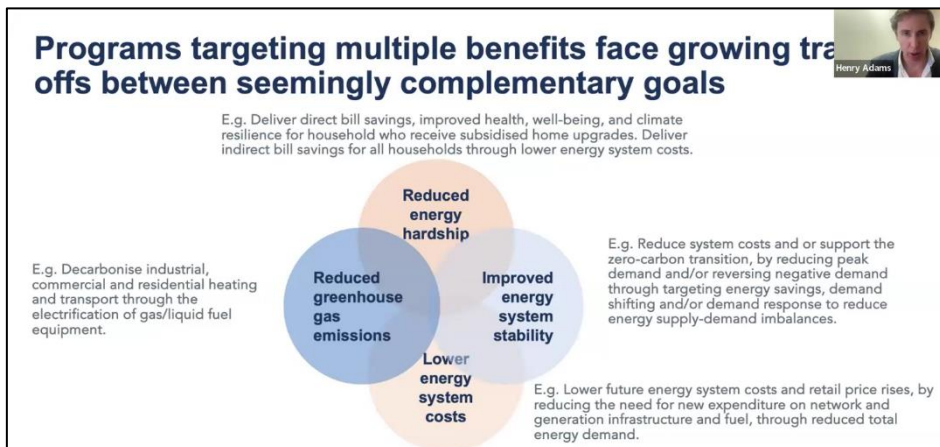 Programs targeting multiple benefits face growing tra
offs between seemingly complementary goals
Henry Adams
E.g. Deliver direct bill savings, improved health, well-being, and climate
resilience for household who receive subsidised home upgrades. Deliver
indirect bill savings for all households through lower energy system costs.
Reduced
energy
hardship
E.g. Decarbonise industrial,
commercial and residential heating
and transport through the
electrification of gas/liquid fuel
equipment.
Reduced
greenhouse
gas
emissions
Improved
energy
system
stability
E.g. Reduce system costs and or support the
zero-carbon transition, by reducing peak
demand and/or reversing negative demand
through targeting energy savings, demand
shifting and/or demand response to reduce
energy supply-demand imbalances.
Lower
energy
system
costs
E.g. Lower future energy system costs and retail price rises, by
reducing the need for new expenditure on network and
generation infrastructure and fuel, through reduced total
energy demand.